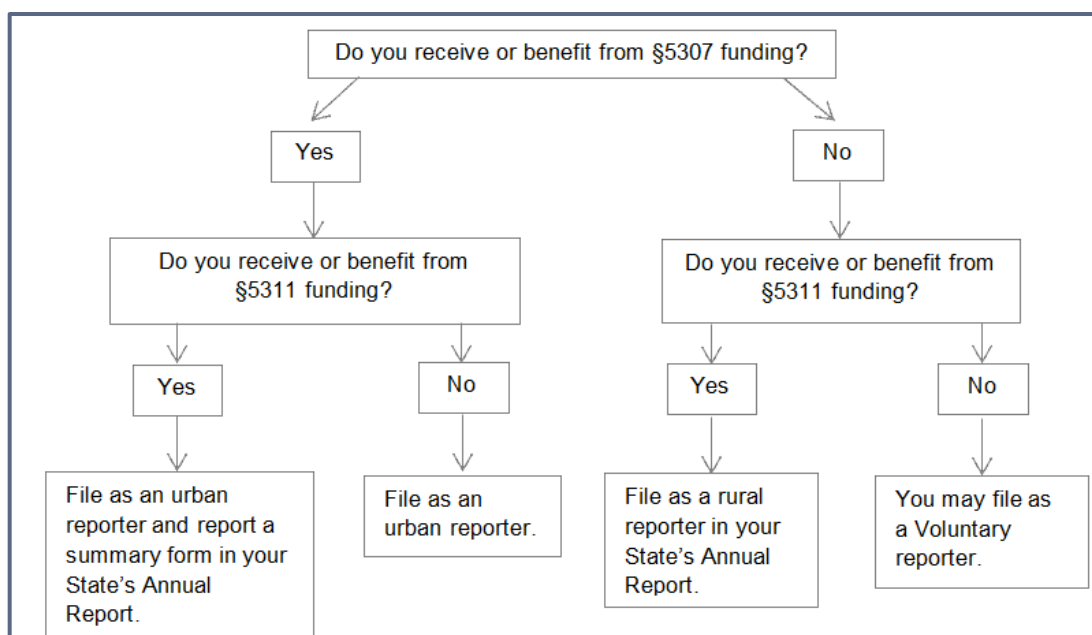 Do you receive or benefit from §5307 funding?
Yes
No
Do you receive or benefit from
§5311 funding?
Do you receive or benefit from
§5311 funding?
Yes
No
Yes
No
File as an urban
reporter and report a
summary form in your
State's Annual
Report.
File as an
urban reporter.
File as a rural
reporter in your
State's Annual
Report.
You may file as
a Voluntary
reporter.